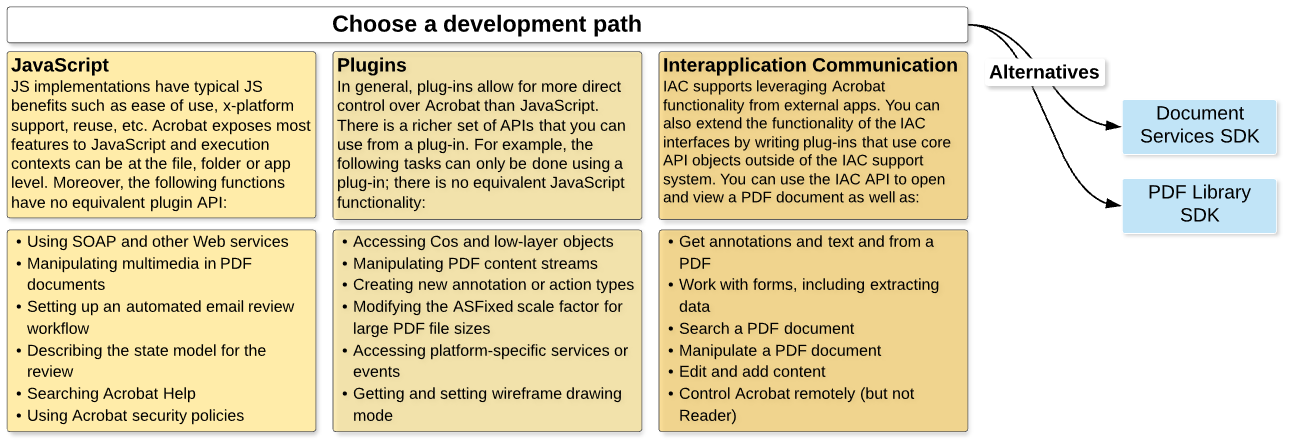 Choose a development path
JavaScript
JS implementations have typical JS
benefits such as ease of use, x-platform
support, reuse, etc. Acrobat exposes most
features to JavaScript and execution
contexts can be at the file, folder or app
level. Moreover, the following functions
have no equivalent plugin API:
• Using SOAP and other Web services
• Manipulating multimedia in PDF
documents
• Setting up an automated email review
workflow
• Describing the state model for the
review
• Searching Acrobat Help
• Using Acrobat security policies
Plugins
In general, plug-ins allow for more direct
control over Acrobat than JavaScript.
There is a richer set of APIs that you can
use from a plug-in. For example, the
following tasks can only be done using a
plug-in; there is no equivalent JavaScript
functionality:
• Accessing Cos and low-layer objects
• Manipulating PDF content streams
• Creating new annotation or action types
• Modifying the ASFixed scale factor for
large PDF file sizes
• Accessing platform-specific services or
events
• Getting and setting wireframe drawing
mode
Interapplication Communication
IAC supports leveraging Acrobat
functionality from external apps. You can
also extend the functionality of the IAC
interfaces by writing plug-ins that use core
API objects outside of the IAC support
system. You can use the IAC API to open
and view a PDF document as well as:
• Get annotations and text and from a
PDF
• Work with forms, including extracting
data
• Search a PDF document
• Manipulate a PDF document
• Edit and add content
• Control Acrobat remotely (but not
Reader)
Alternatives
Document
Services SDK
PDF Library
SDK